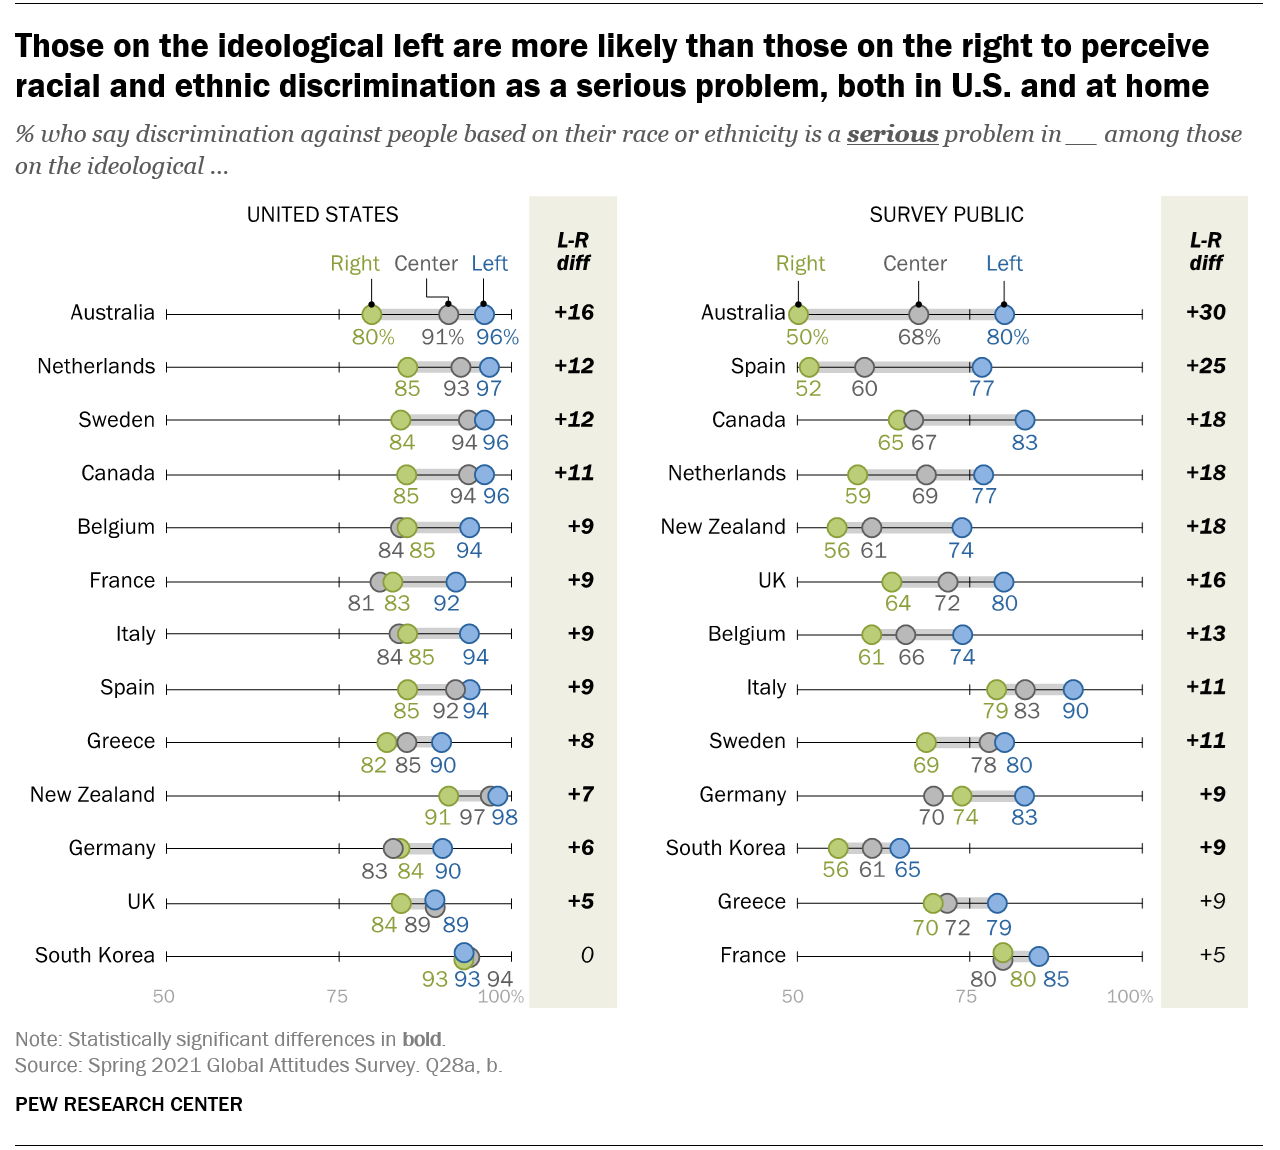 Those on the ideological left are more likely than those on the right to perceive
racial and ethnic discrimination as a serious problem, both in U.S. and at home
% who say discrimination against people based on their race or ethnicity is a serious problem in __ among those
on the ideological ...
UNITED STATES
L-R
diff
Right Center Left
Australia 80% 91% 96% +16
Netherlands 85 93 97 +12
Sweden 84 94 96 +12
Canada 85 94 96 +11
Belgium 84 85 94 +9
France 81 83 92 +9
Italy 84 85 94 +9
Spain 85 92 94 +9
Greece 82 85 90 +8
New Zealand 91 97 98 +7
Germany 83 84 90 +6
UK 84 89 89 +5
South Korea 93 93 94 0
50 75 100%
SURVEY PUBLIC
L-R
diff
Right Center Left
Australia 50% 68% 80% +30
Spain 52 60 77 +25
Canada 65 67 83 +18
Netherlands 59 69 77 +18
New Zealand 56 61 74 +18
UK 64 72 80 +16
Belgium 61 66 74 +13
Italy 79 83 90 +11
Sweden 69 78 80 +11
Germany 70 74 83 +9
South Korea 56 61 65 +9
Greece 70 72 79 +9
France 80 80 85 +5
50 75 100%
Note: Statistically significant differences in bold.
Source: Spring 2021 Global Attitudes Survey. Q28a, b.
PEW RESEARCH CENTER